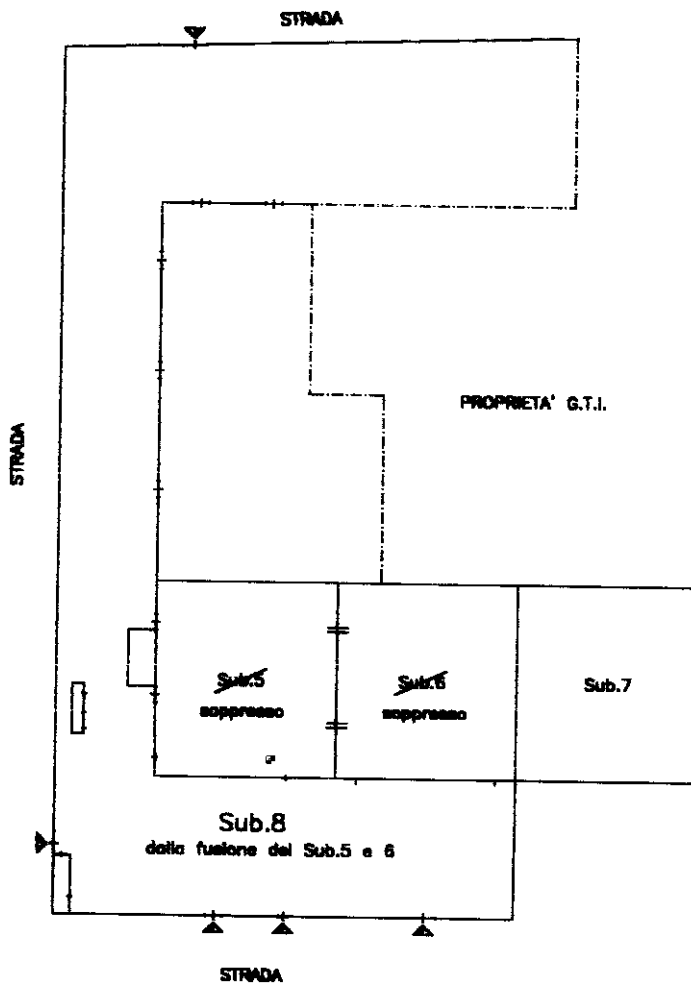 STRADA
STRADA
PROPRIETA' G.T.I.
Sub.5
soppresso
Sub.6
soppresso
Sub.7
Sub.8
dalla fusione dei Sub.5 e 6
STRADA